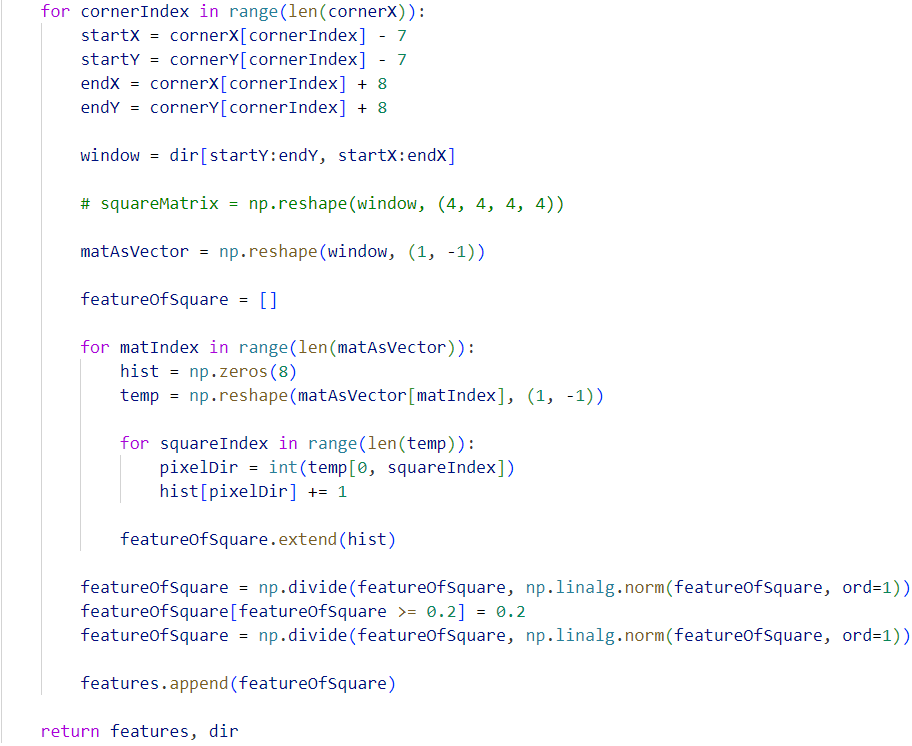 for cornerIndex in range(len(cornerX)):
startX = cornerX[cornerIndex] - 7
startY = cornerY[cornerIndex] - 7
endX = cornerX[cornerIndex] + 8
endY = cornerY[cornerIndex] + 8
window = dir[startY:endY, startX:endX]
# squareMatrix = np.reshape(window, (4, 4, 4, 4))
matAsVector = np.reshape(window, (1, -1))
featureOfSquare = []
for matIndex in range(len(matAsVector)):
hist = np.zeros(8)
temp = np.reshape(matAsVector[matIndex], (1, -1))
for squareIndex in range(len(temp)):
pixelDir = int(temp[0, squareIndex])
hist[pixelDir] += 1
featureOfSquare.extend(hist)
featureOfSquare = np.divide(featureOfSquare, np.linalg.norm(featureOfSquare, ord=1))
featureOfSquare[featureOfSquare >= 0.2] = 0.2
featureOfSquare = np.divide(featureOfSquare, np.linalg.norm(featureOfSquare, ord=1))
features.append(featureOfSquare)
return features, dir